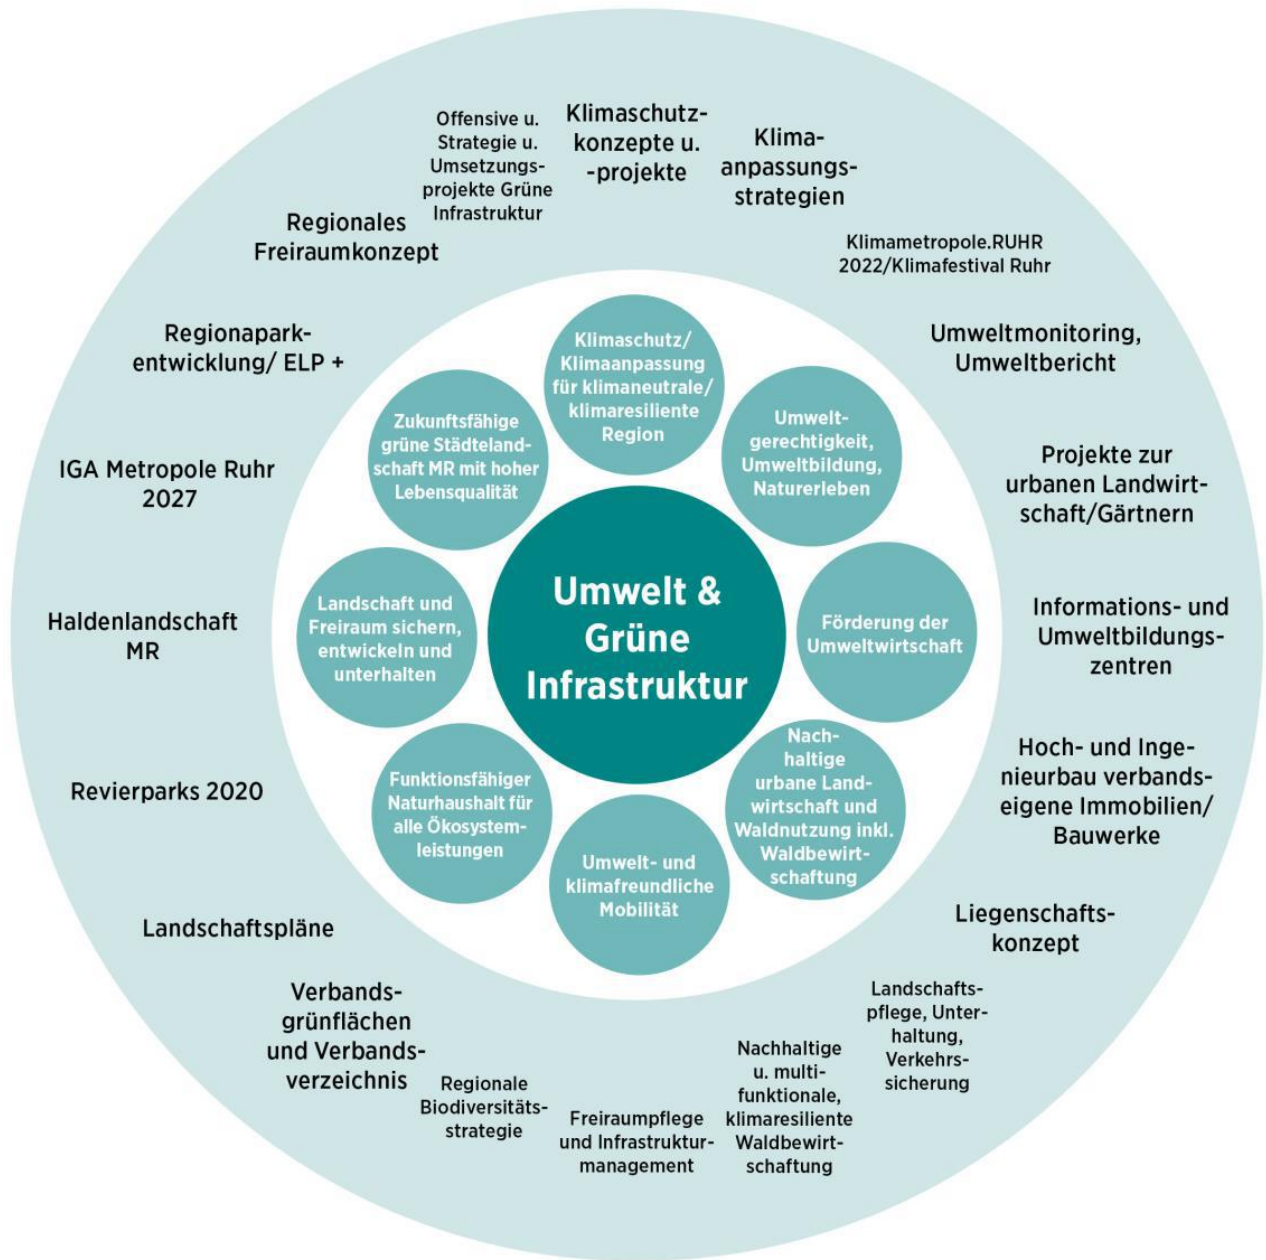 Offensive u.
Strategie u.
Umsetzungs-
projekte Grüne
Infrastruktur
Klimaschutz-
konzepte u.
-projekte
Klima-
anpassungs-
strategien
Klimametropole.RUHR
2022/Klimafestival Ruhr
Umweltmonitoring,
Umweltbericht
Projekte zur
urbanen Landwirt-
schaft/Gärtnern
Informations- und
Umweltbildungs-
zentren
Hoch- und Inge-
nieurbau verbands-
eigene Immobilien/
Bauwerke
Liegenschafts-
konzept
Landschafts-
pflege, Unter-
haltung,
Verkehrs-
sicherung
Nachhaltige
u. multi-
funktionale,
klimaresiliente
Waldbewirt-
schaftung
Freiraumpflege
und Infrastruktur-
management
Regionale
Biodiversitäts-
strategie
Verbands-
grünflächen
und Verbands-
verzeichnis
Landschaftspläne
Revierparks 2020
Haldenlandschaft
MR
IGA Metropole Ruhr
2027
Regionapark-
entwicklung/ ELP +
Regionales
Freiraumkonzept
Klimaschutz/
Klimaanpassung
für klimaneutrale/
klimaresiliente
Region
Umwelt-
gerechtigkeit,
Umweltbildung,
Naturerleben
Förderung der
Umweltwirtschaft
Nach-
haltige
urbane Land-
wirtschaft und
Waldnutzung inkl.
Waldbewirt-
schaftung
Umwelt- und
klimafreundliche
Mobilität
Funktionsfähiger
Naturhaushalt für
alle Ökosystem-
leistungen
Landschaft und
Freiraum sichern,
entwickeln und
unterhalten
Zukunftsfähige
grüne Städteland-
schaft MR mit hoher
Lebensqualität
Umwelt &
Grüne
Infrastruktur